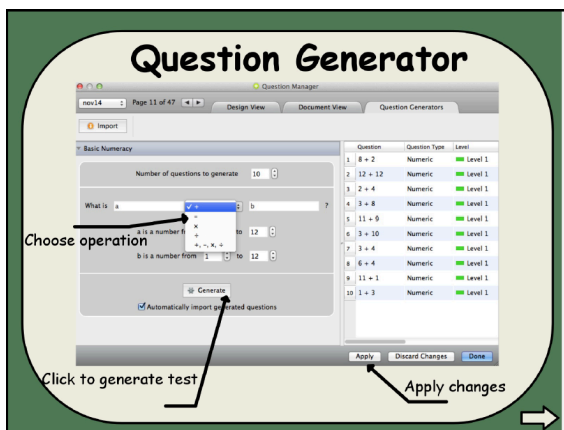 Question Generator
Question Manager
nov14 Page 11 of 47 Design View Document View Question Generators
Import
Basic Numeracy
Number of questions to generate 10
What is a + b ?
-
×
÷
+, -, x, ÷
a is a number from to 12
b is a number from 1 to 12
Generate
Automatically import generated questions
Question Question Type Level
1 8 + 2 Numeric Level 1
2 12 + 12 Numeric Level 1
3 2 + 4 Numeric Level 1
4 3 + 8 Numeric Level 1
5 11 + 9 Numeric Level 1
6 3 + 10 Numeric Level 1
7 3 + 4 Numeric Level 1
8 6 + 4 Numeric Level 1
9 11 + 1 Numeric Level 1
10 1 + 3 Numeric Level 1
Apply Discard Changes Done
Choose operation
Click to generate test
Apply changes